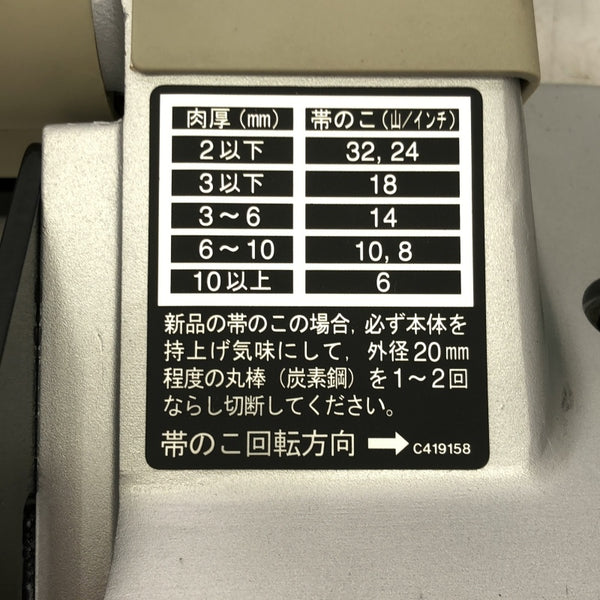 肉厚(mm) 帯のこ(山/インチ)
2以下 32, 24
3以下 18
3～6 14
6～10 10, 8
10以上 6
新品の帯のこの場合, 必ず本体を
持上げ気味にして, 外径20mm
程度の丸棒(炭素鋼)を1～2回
ならし切断してください。
帯のこ回転方向 → C419158